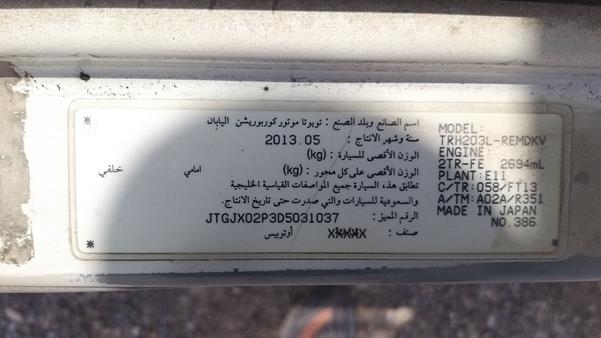 اسم الصانع وبلد الصنع : تويوتا موتور كوربوريشن اليابان
سنة وشهر الانتاج : 2013.05
الوزن الأقصى للسيارة : (kg)
الوزن الأقصى على كل محور : (kg) امامي خلفي
تطابق هذه السيارة جميع المواصفات القياسية الخليجية
والسعودية للسيارات والتي صدرت حتى تاريخ الانتاج.
الرقم المميز : JTGJX02P3D5031037
صنف : أوتوبيس
MODEL:
TRH203L-REMDKV
ENGINE:
2TR-FE 2694mL
PLANT:E11
C/TR:058/FT13
A/TM:A02A/R351
MADE IN JAPAN
NO.386